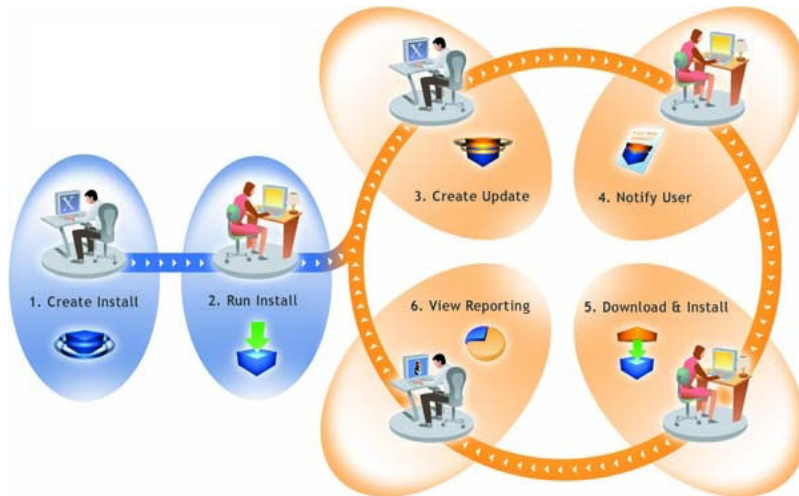 1. Create Install
2. Run Install
3. Create Update
4. Notify User
5. Download & Install
6. View Reporting
X
X